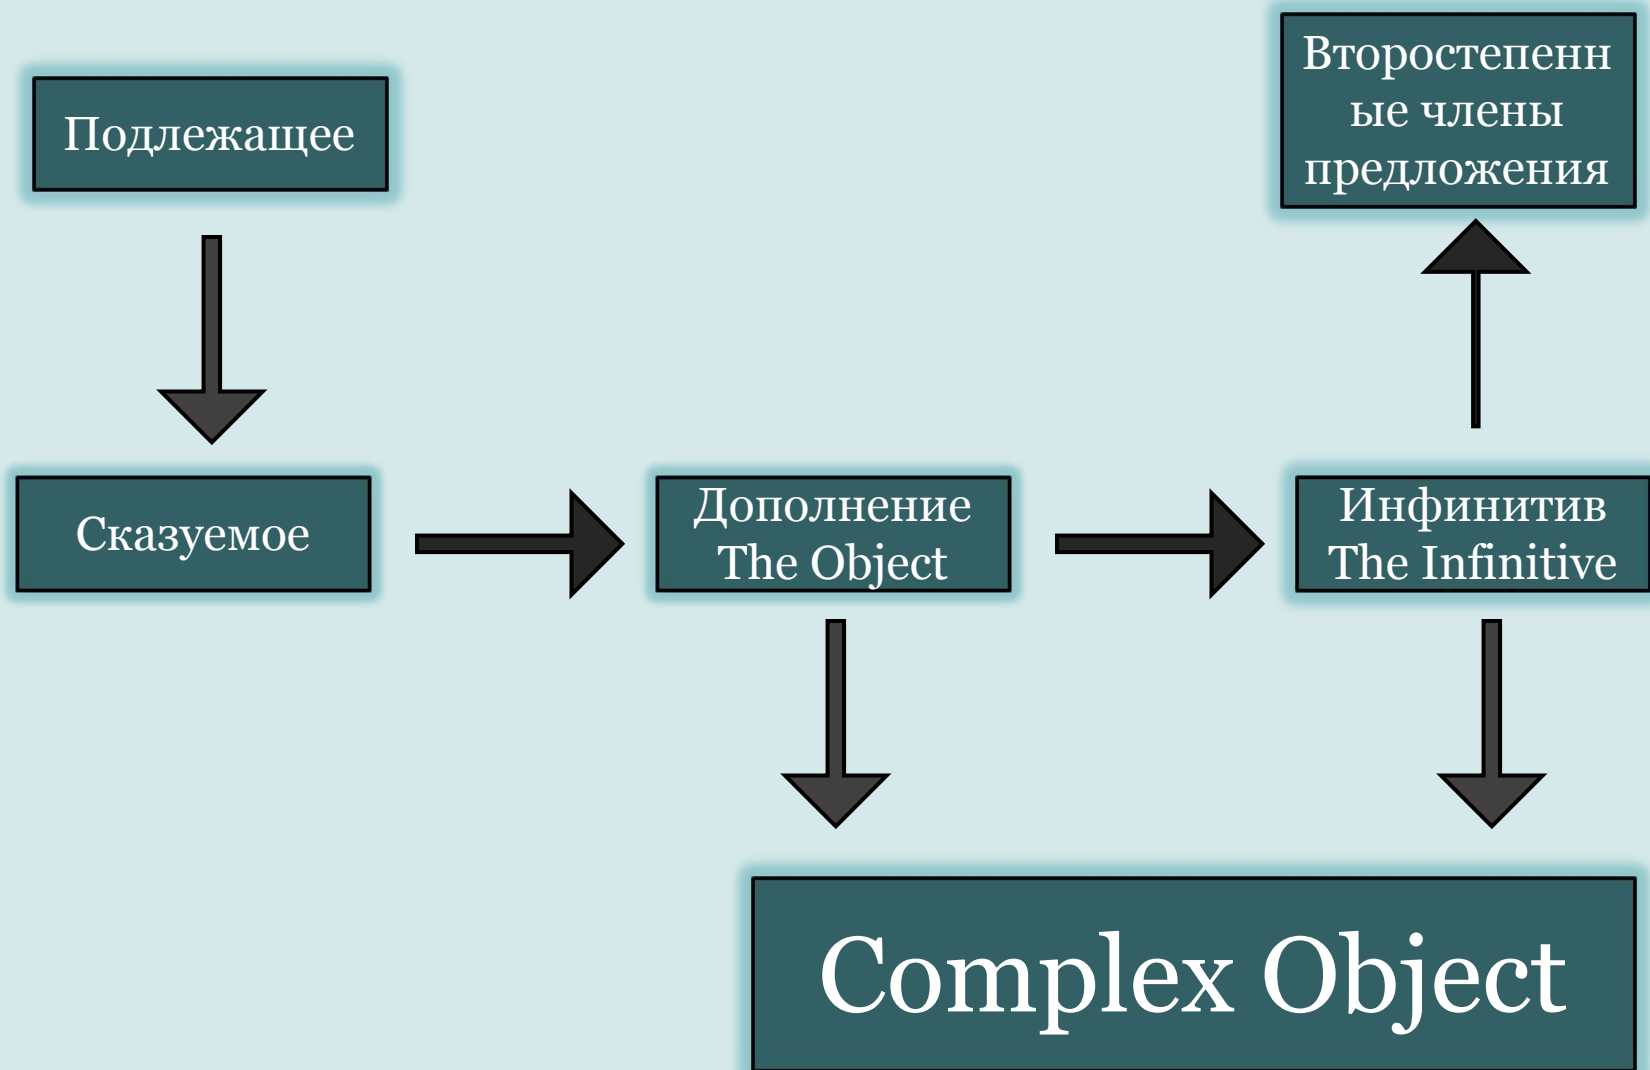 Подлежащее
Второстепенн
ые члены
предложения
Сказуемое
Дополнение
The Object
Инфинитив
The Infinitive
Complex Object